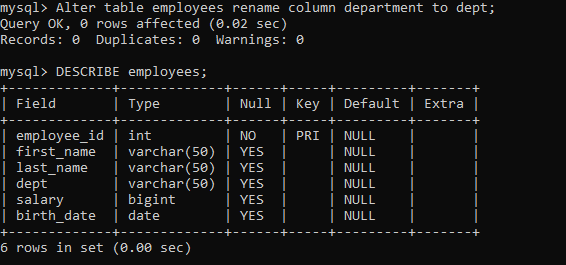 mysql> Alter table employees rename column department to dept;
Query OK, 0 rows affected (0.02 sec)
Records: 0  Duplicates: 0  Warnings: 0

mysql> DESCRIBE employees;
+-------------+-------------+------+-----+---------+-------+
| Field       | Type        | Null | Key | Default | Extra |
+-------------+-------------+------+-----+---------+-------+
| employee_id | int         | NO   | PRI | NULL    |       |
| first_name  | varchar(50) | YES  |     | NULL    |       |
| last_name   | varchar(50) | YES  |     | NULL    |       |
| dept        | varchar(50) | YES  |     | NULL    |       |
| salary      | bigint      | YES  |     | NULL    |       |
| birth_date  | date        | YES  |     | NULL    |       |
+-------------+-------------+------+-----+---------+-------+
6 rows in set (0.00 sec)